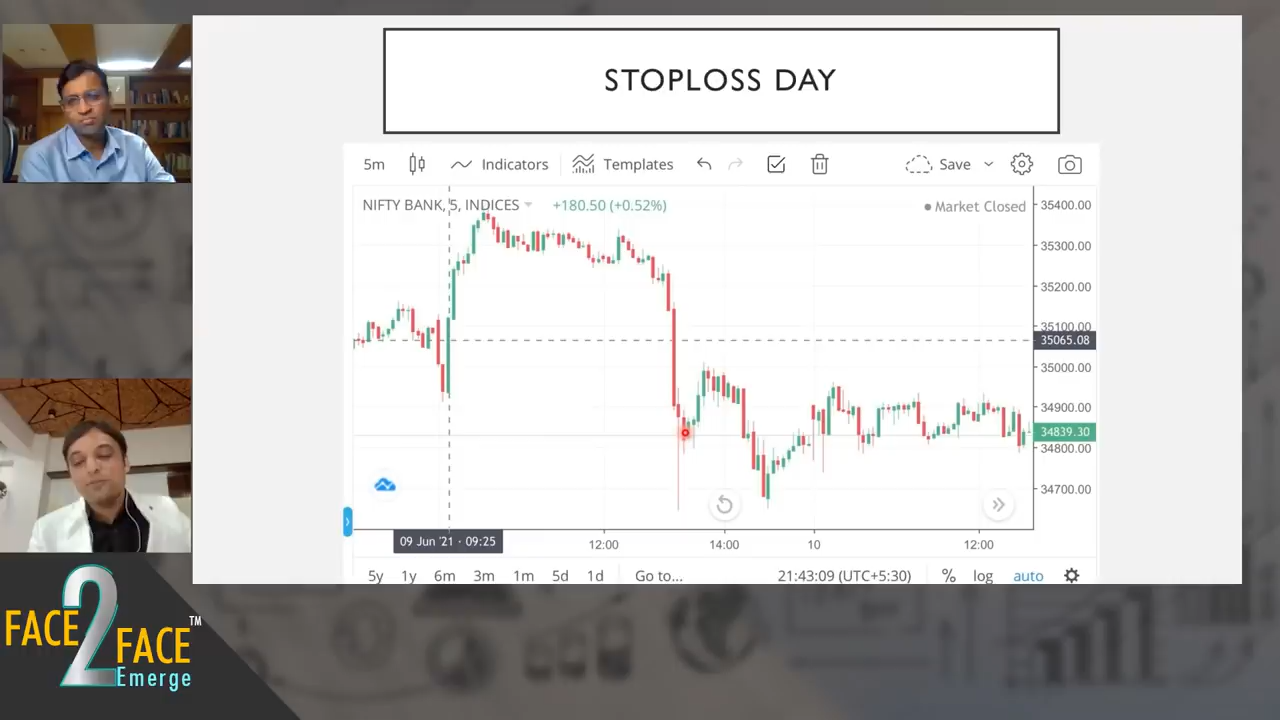 STOPLOSS DAY
5m Indicators Templates Save
NIFTY BANK, 5, INDICES +180.50 (+0.52%) Market Closed
35400.00
35300.00
35200.00
35100.00
35065.08
35000.00
34900.00
34839.30
34800.00
34700.00
09 Jun '21 · 09:25 12:00 14:00 10 12:00
5y 1y 6m 3m 1m 5d 1d Go to... 21:43:09 (UTC+5:30) % log auto
FACE 2 FACE™
Emerge